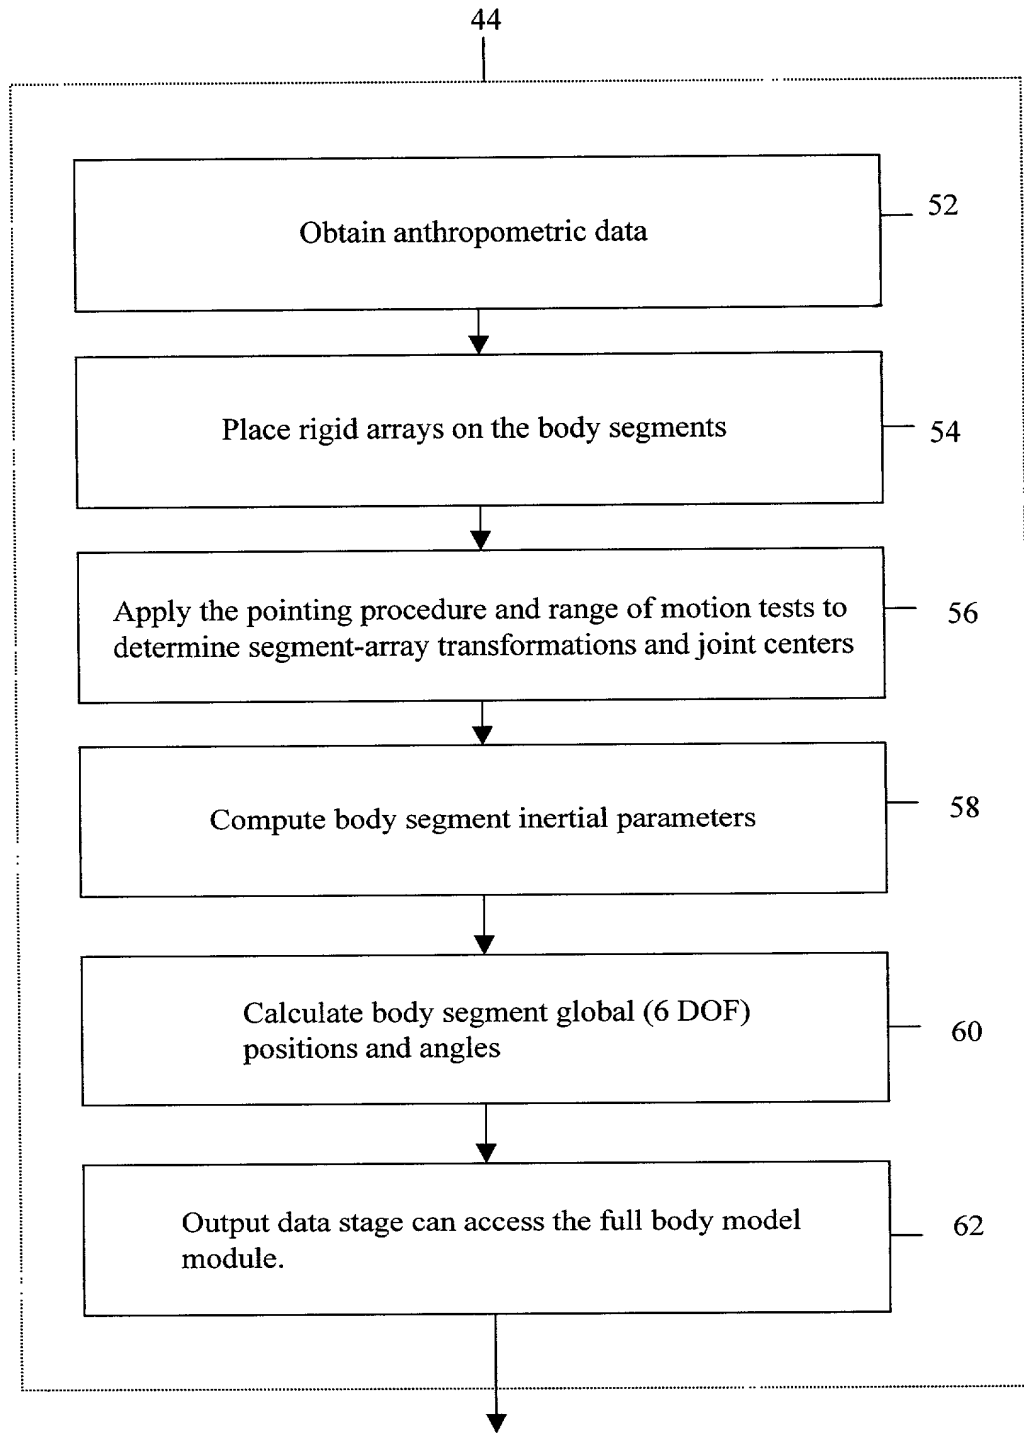 44
Obtain anthropometric data
52
Place rigid arrays on the body segments
54
Apply the pointing procedure and range of motion tests to
determine segment-array transformations and joint centers
56
Compute body segment inertial parameters
58
Calculate body segment global (6 DOF)
positions and angles
60
Output data stage can access the full body model
module.
62